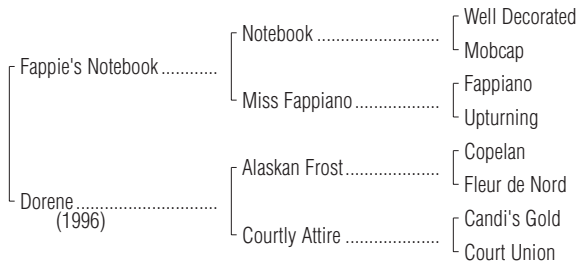 Well Decorated
Notebook ..............................
Mobcap
Fappie's Notebook ............
Fappiano
Miss Fappiano .....................
Upturning
Copelan
Alaskan Frost .......................
Fleur de Nord
Dorene ..............................
(1996)
Candi's Gold
Courtly Attire .......................
Court Union